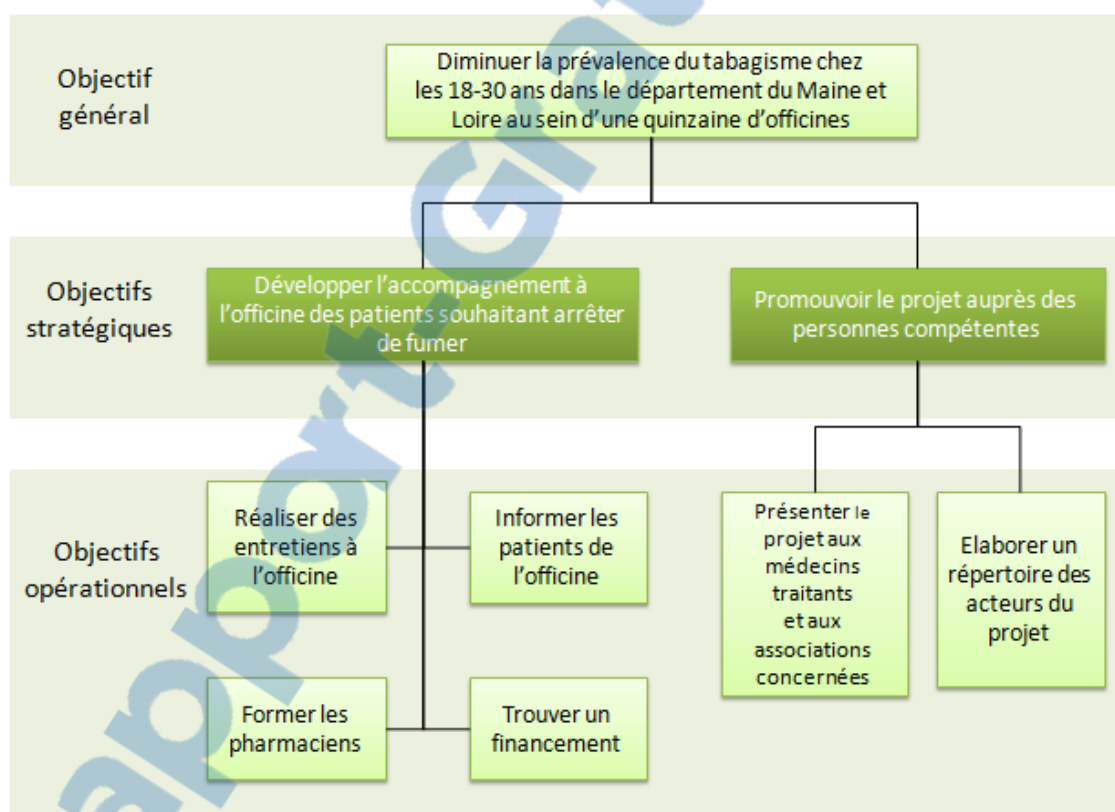 Objectif
général
Diminuer la prévalence du tabagisme chez
les 18-30 ans dans le département du Maine et
Loire au sein d'une quinzaine d'officines
Objectifs
stratégiques
Développer l'accompagnement à
l'officine des patients souhaitant arrêter
de fumer
Promouvoir le projet auprès des
personnes compétentes
Objectifs
opérationnels
Réaliser des
entretiens à
l'officine
Informer les
patients de
l'officine
Présenter le
projet aux
médecins
traitants
et aux
associations
concernées
Elaborer un
répertoire des
acteurs du
projet
Former les
pharmaciens
Trouver un
financement
apport-Grat